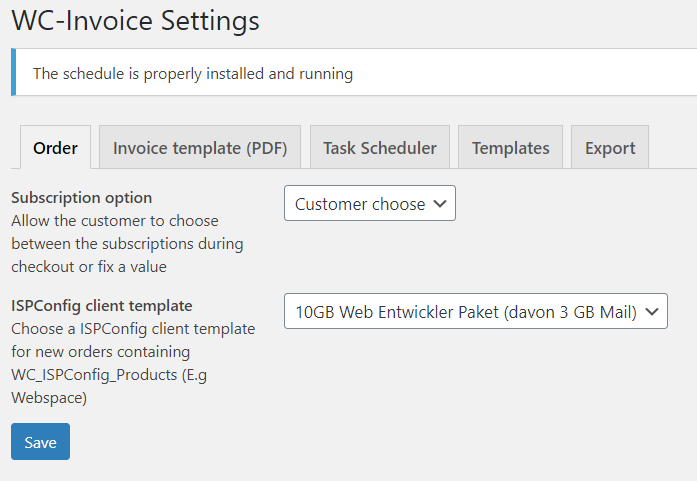 WC-Invoice Settings
The schedule is properly installed and running
Order Invoice template (PDF) Task Scheduler Templates Export
Subscription option
Customer choose
Allow the customer to choose
between the subscriptions during
checkout or fix a value
ISPConfig client template
10GB Web Entwickler Paket (davon 3 GB Mail)
Choose a ISPConfig client template
for new orders containing
WC_ISPConfig_Products (E.g
Webspace)
Save